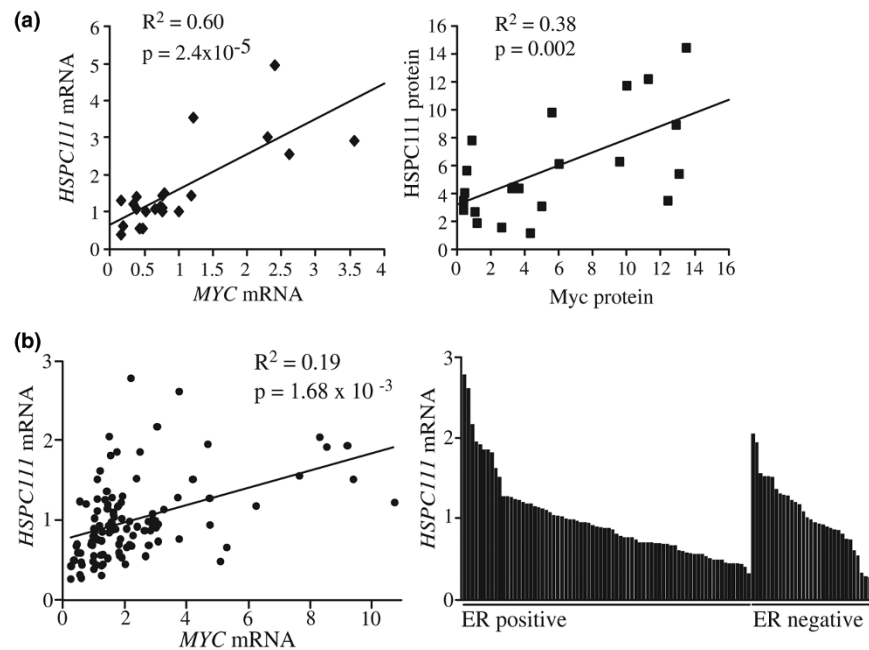 (a)
R² = 0.60
p = 2.4x10⁻⁵
HSPC111 mRNA
6
5
4
3
2
1
0
0
0.5
1
1.5
2
2.5
3
3.5
4
MYC mRNA
R² = 0.38
p = 0.002
HSPC111 protein
16
14
12
10
8
6
4
2
0
0
2
4
6
8
10
12
14
16
Myc protein
(b)
R² = 0.19
p = 1.68 x 10 ⁻³
HSPC111 mRNA
3
2
1
0
0
2
4
6
8
10
MYC mRNA
HSPC111 mRNA
3
2
1
0
ER positive
ER negative